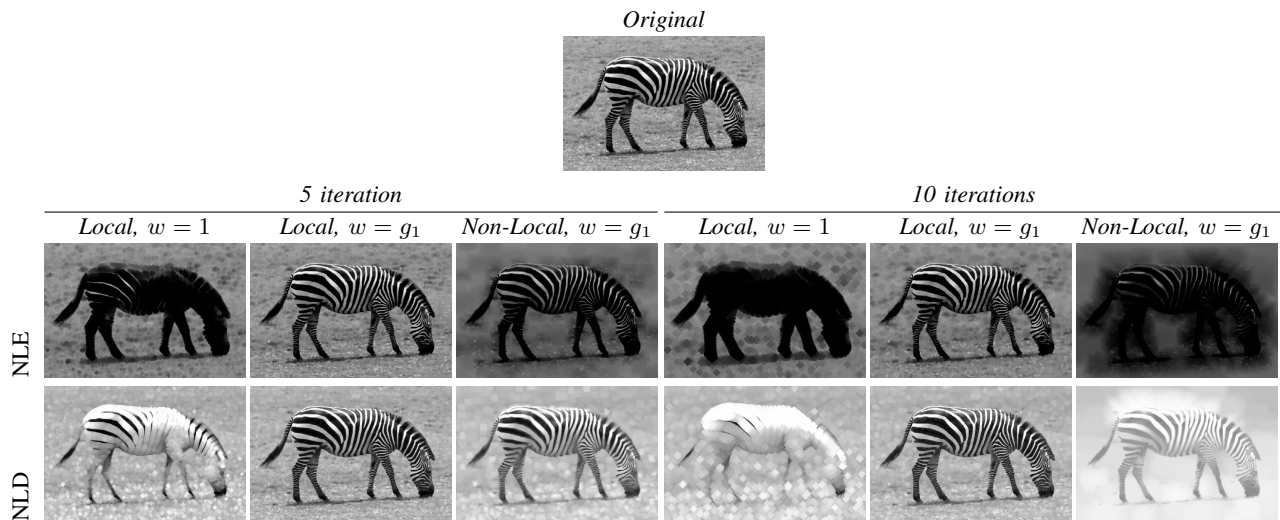 Original
5 iteration 10 iterations
Local, w = 1 Local, w = g₁ Non-Local, w = g₁ Local, w = 1 Local, w = g₁ Non-Local, w = g₁
NLE
NLD